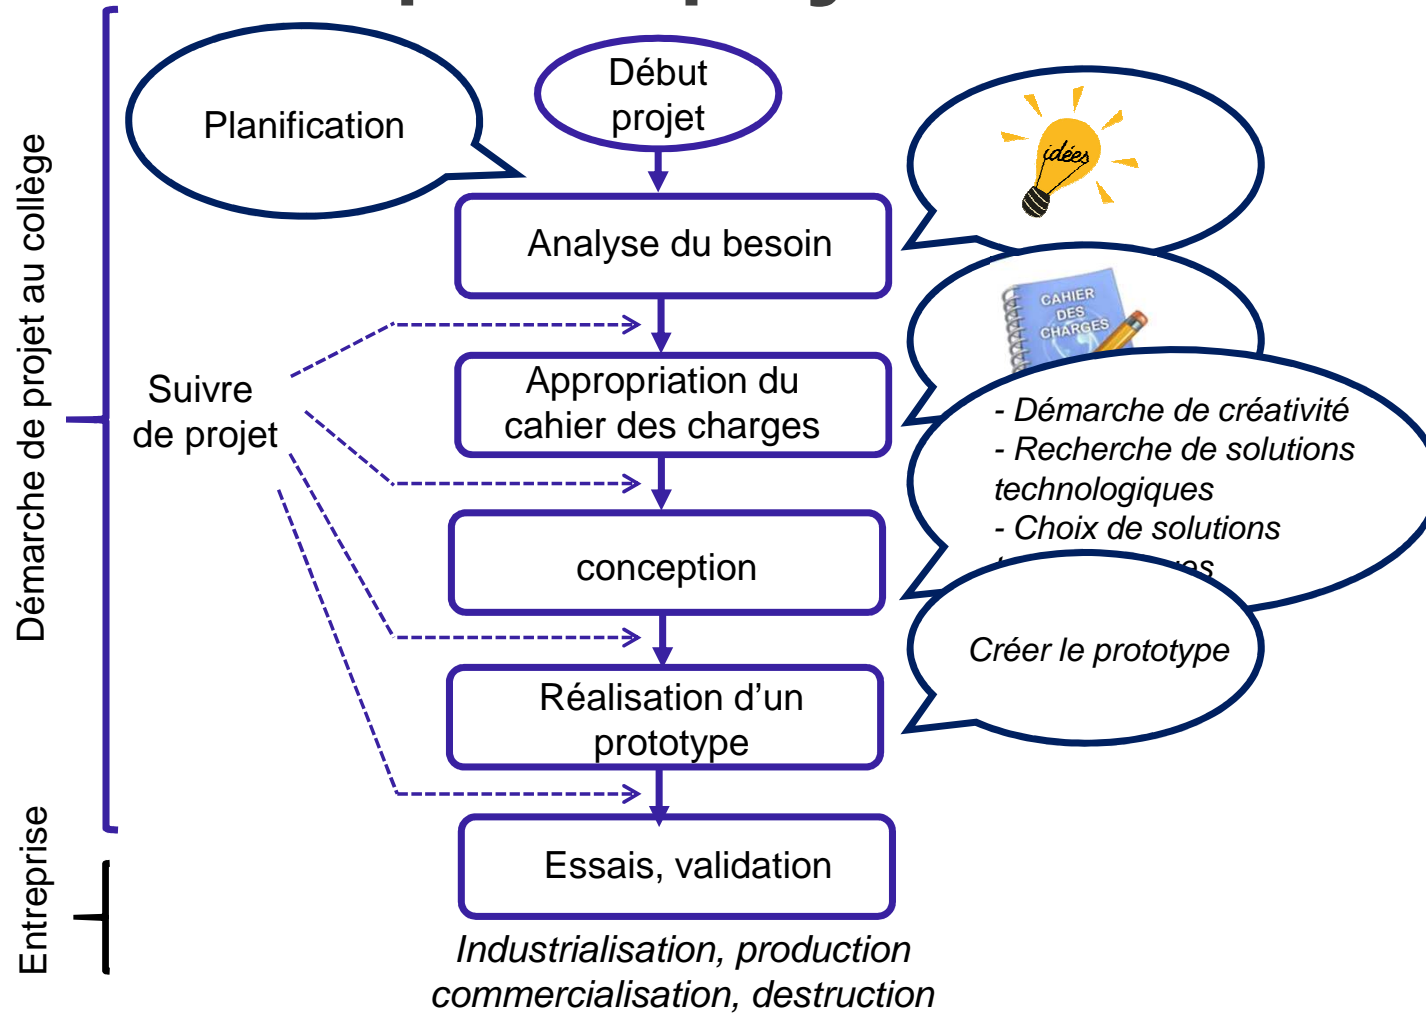 Démarche de projet au collège
Entreprise
Planification
Début
projet
idées
Analyse du besoin
CAHIER
DES
CHARGES
Suivre
de projet
Appropriation du
cahier des charges
- Démarche de créativité
- Recherche de solutions
technologiques
- Choix de solutions
conception
Créer le prototype
Réalisation d’un
prototype
Essais, validation
Industrialisation, production
commercialisation, destruction